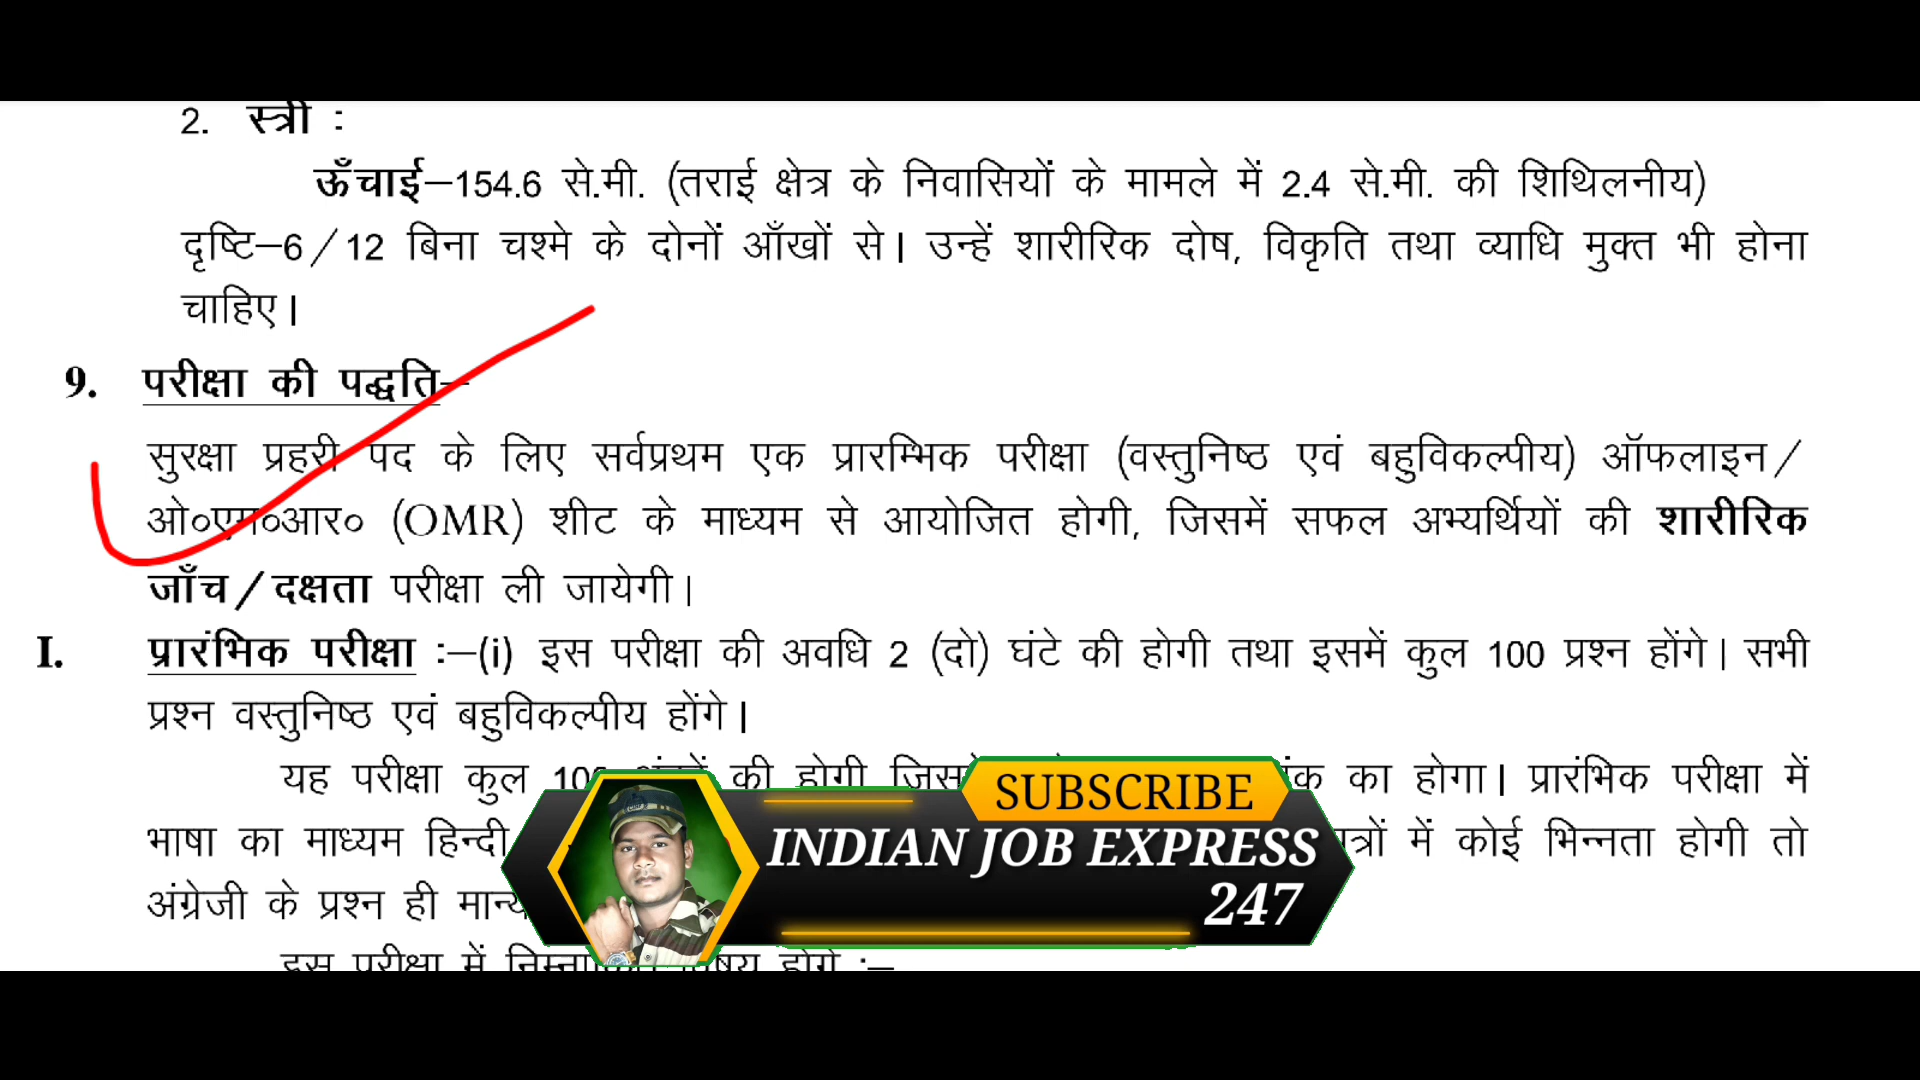 2. स्त्री :
ऊँचाई–154.6 से.मी. (तराई क्षेत्र के निवासियों के मामले में 2.4 से.मी. की शिथिलनीय)
दृष्टि–6/12 बिना चश्मे के दोनों आँखों से। उन्हें शारीरिक दोष, विकृति तथा व्याधि मुक्त भी होना
चाहिए।
9. परीक्षा की पद्धति–
सुरक्षा प्रहरी पद के लिए सर्वप्रथम एक प्रारम्भिक परीक्षा (वस्तुनिष्ठ एवं बहुविकल्पीय) ऑफलाइन/
ओ०एम०आर० (OMR) शीट के माध्यम से आयोजित होगी, जिसमें सफल अभ्यर्थियों की शारीरिक
जाँच/दक्षता परीक्षा ली जायेगी।
I. प्रारंभिक परीक्षा :–(i) इस परीक्षा की अवधि 2 (दो) घंटे की होगी तथा इसमें कुल 100 प्रश्न होंगे। सभी
प्रश्न वस्तुनिष्ठ एवं बहुविकल्पीय होंगे।
यह परीक्षा कुल की होगी का होगा। प्रारंभिक परीक्षा में
भाषा का माध्यम हिन्दी में कोई भिन्नता होगी तो
अंग्रेजी के प्रश्न ही
इस परीक्षा में होंगे :–
SUBSCRIBE
INDIAN JOB EXPRESS
247